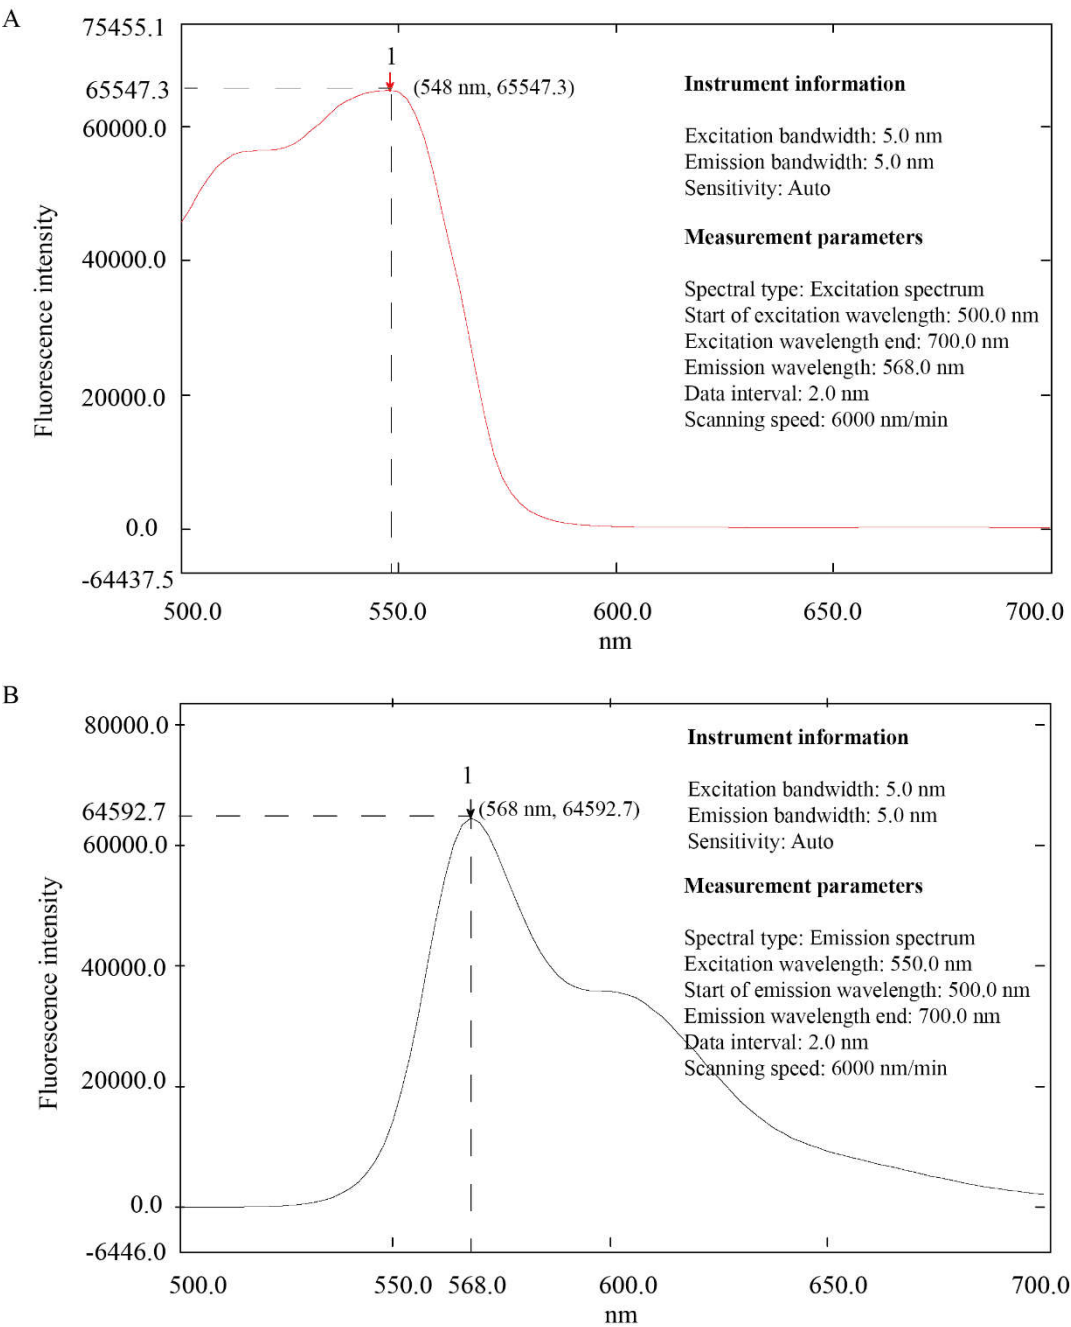 A
75455.1
1
65547.3
(548 nm, 65547.3)
60000.0
40000.0
20000.0
0.0
-64437.5
Fluorescence intensity
500.0 550.0 600.0 650.0 700.0
nm
Instrument information
Excitation bandwidth: 5.0 nm
Emission bandwidth: 5.0 nm
Sensitivity: Auto
Measurement parameters
Spectral type: Excitation spectrum
Start of excitation wavelength: 500.0 nm
Excitation wavelength end: 700.0 nm
Emission wavelength: 568.0 nm
Data interval: 2.0 nm
Scanning speed: 6000 nm/min
B
80000.0
1
64592.7
(568 nm, 64592.7)
60000.0
40000.0
20000.0
0.0
-6446.0
Fluorescence intensity
500.0 550.0 568.0 600.0 650.0 700.0
nm
Instrument information
Excitation bandwidth: 5.0 nm
Emission bandwidth: 5.0 nm
Sensitivity: Auto
Measurement parameters
Spectral type: Emission spectrum
Excitation wavelength: 550.0 nm
Start of emission wavelength: 500.0 nm
Emission wavelength end: 700.0 nm
Data interval: 2.0 nm
Scanning speed: 6000 nm/min